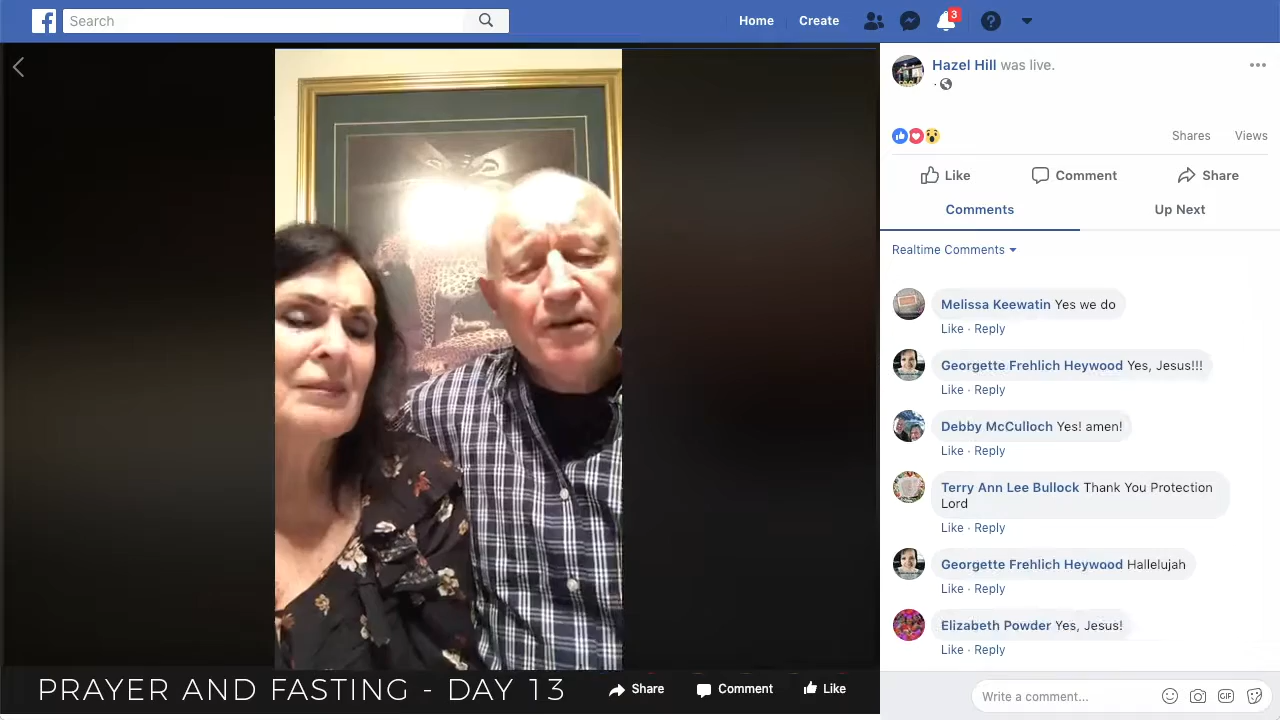 Search
Home
Create
3
Hazel Hill was live.
Shares
Views
Like
Comment
Share
Comments
Up Next
Realtime Comments
Melissa Keewatin Yes we do
Like · Reply
Georgette Frehlich Heywood Yes, Jesus!!!
Like · Reply
Debby McCulloch Yes! amen!
Like · Reply
Terry Ann Lee Bullock Thank You Protection
Lord
Like · Reply
Georgette Frehlich Heywood Hallelujah
Like · Reply
Elizabeth Powder Yes, Jesus!
Like · Reply
PRAYER AND FASTING - DAY 13
Share
Comment
Like
Write a comment...
GIF